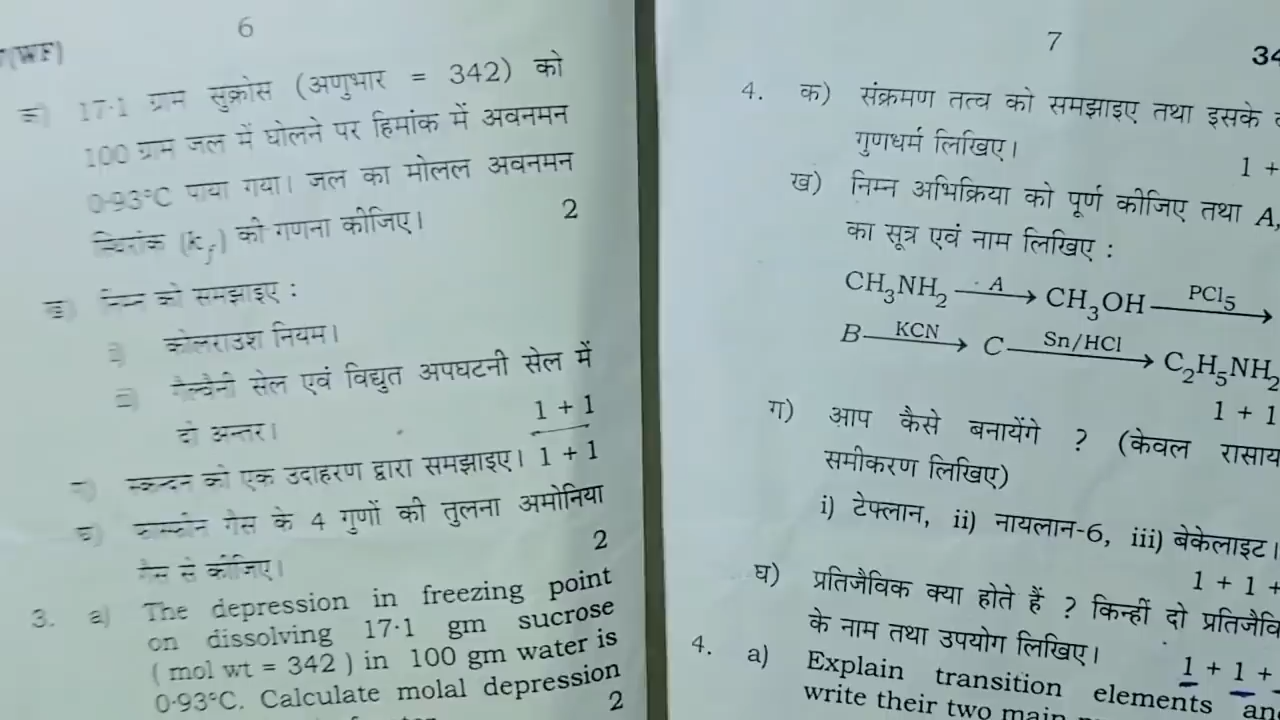 6
(WF)
क) 17·1 ग्राम सुक्रोस (अणुभार = 342) को
100 ग्राम जल में घोलने पर हिमांक में अवनमन
0·93°C पाया गया। जल का मोलल अवनमन
स्थिरांक (k_f) की गणना कीजिए।
2
ख) निम्न को समझाइए :
i) कोलराउश नियम।
ii) गैल्वैनी सेल एवं विद्युत अपघटनी सेल में
दो अन्तर।
1 + 1
ग) स्कन्दन को एक उदाहरण द्वारा समझाइए। 1 + 1
घ) फास्फीन गैस के 4 गुणों की तुलना अमोनिया
गैस से कीजिए।
2
3. a) The depression in freezing point
on dissolving 17·1 gm sucrose
( mol wt = 342 ) in 100 gm water is
0·93°C. Calculate molal depression
2
7
34
4. क) संक्रमण तत्व को समझाइए तथा इसके
गुणधर्म लिखिए।
1 +
ख) निम्न अभिक्रिया को पूर्ण कीजिए तथा A,
का सूत्र एवं नाम लिखिए :
CH₃NH₂ —A→ CH₃OH —PCl₅→
B —KCN→ C —Sn/HCl→ C₂H₅NH₂
1 + 1
ग) आप कैसे बनायेंगे ? (केवल
समीकरण लिखिए)
i) टेफ्लान, ii) नायलान-6, iii) बेकेलाइट।
1 + 1 +
घ) प्रतिजैविक क्या होते हैं ? किन्हीं दो
के नाम तथा उपयोग लिखिए।
1 + 1 +
4. a) Explain transition elements
write their two main